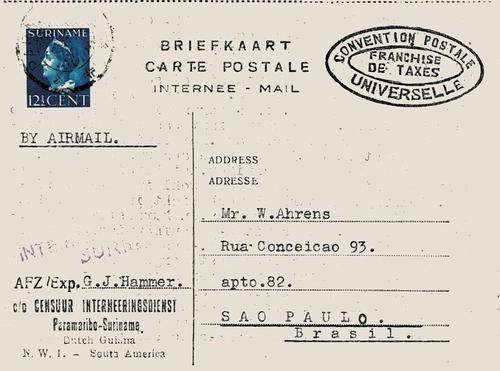 SURINAME
12½ CENT
BRIEFKAART
CARTE POSTALE
INTERNEE - MAIL
CONVENTION POSTALE
FRANCHISE
DE TAXES
UNIVERSELLE
BY AIRMAIL.
ADDRESS
ADRESSE
Mr. W.Ahrens
Rua Conceicao 93.
apto.82.
SAO PAULO.
Brasil.
AFZ/Exp. G.J.Hammer.
c/o CENSUUR INTERNEERINGSDIENST
Paramaribo-Suriname,
Dutch Guiana
N. W. I. - South America